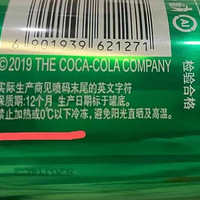 6 901939 621271
©2019 THE COCA-COLA COMPANY
实际生产商见喷码末尾的英文字符
保质期:12个月 生产日期标于罐底。
禁止加热或0℃以下冷冻，避免阳光直晒及高温。
检验合格